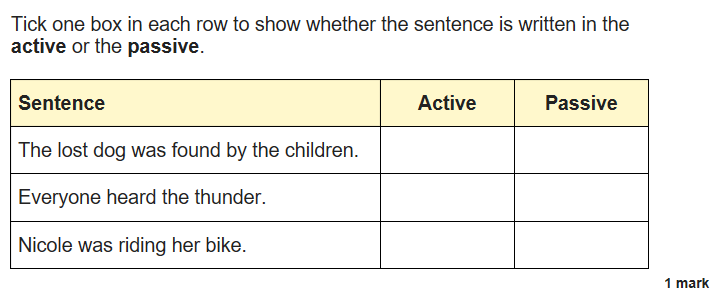 Tick one box in each row to show whether the sentence is written in the
active or the passive.
Sentence Active Passive
The lost dog was found by the children.
Everyone heard the thunder.
Nicole was riding her bike.
1 mark